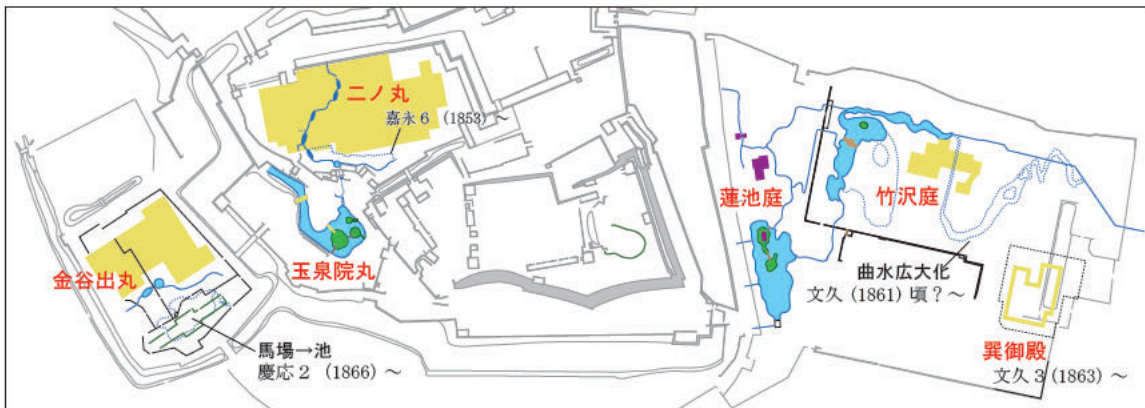 二ノ丸
嘉永6 (1853) ~
金谷出丸
玉泉院丸
馬場→池
慶応2 (1866) ~
蓮池庭
竹沢庭
曲水広大化
文久 (1861) 頃?~
巽御殿
文久3 (1863) ~